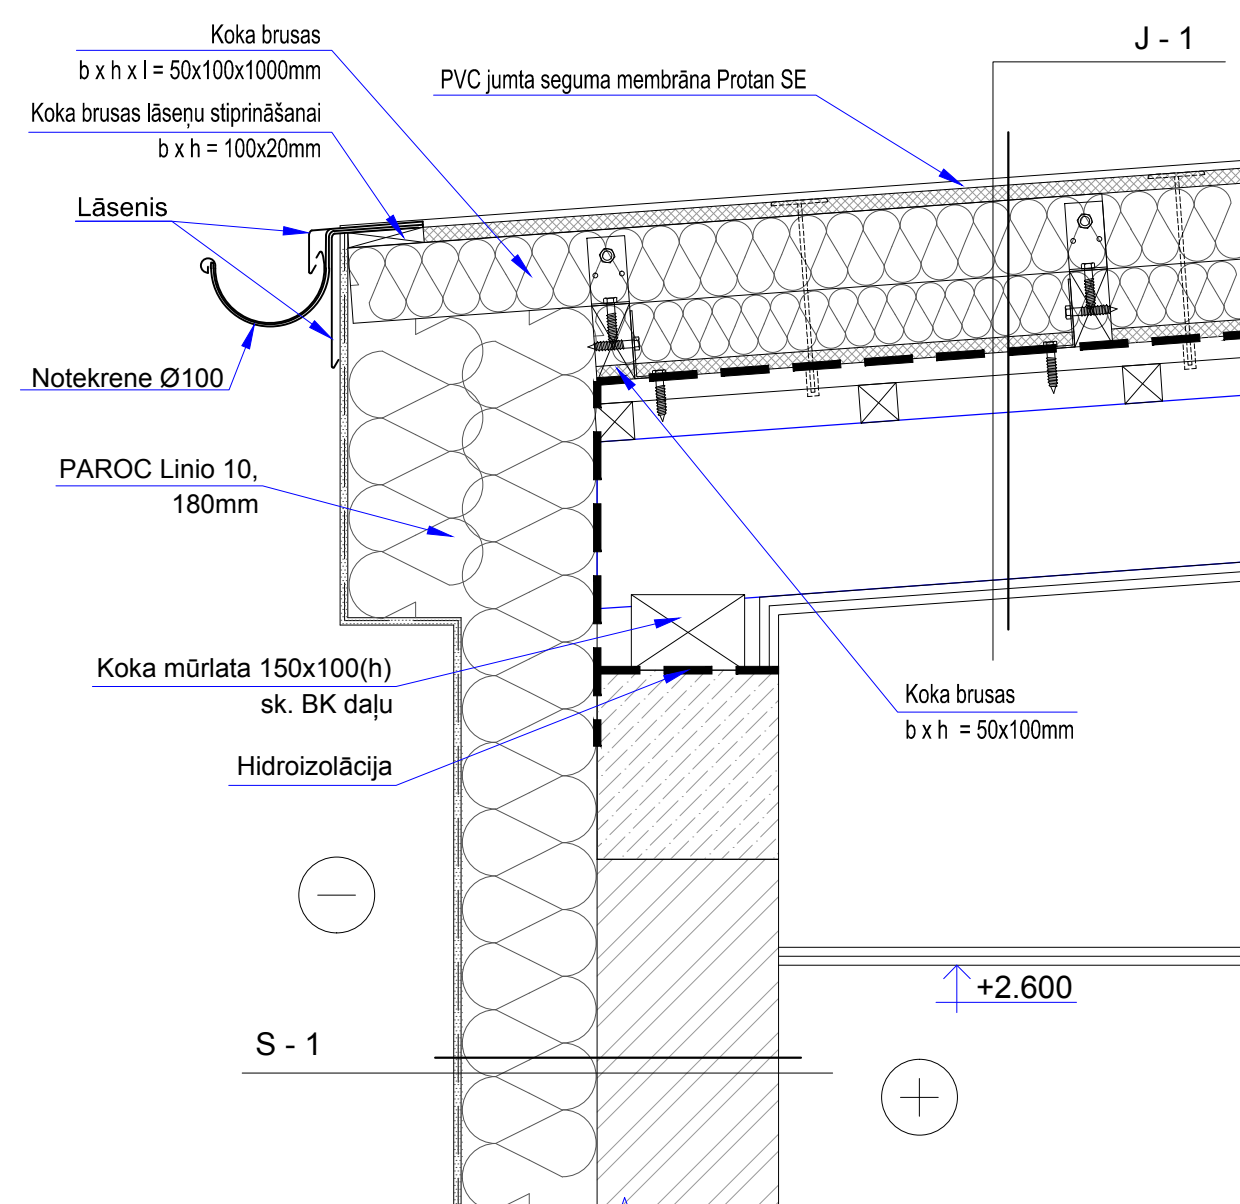 Koka brusas
b x h x l = 50x100x1000mm
J - 1
PVC jumta seguma membrāna Protan SE
Koka brusas lāseņu stiprināšanai
b x h = 100x20mm
Lāsenis
Notekrene Ø100
PAROC Linio 10,
180mm
Koka mūrlata 150x100(h)
sk. BK daļu
Koka brusas
b x h = 50x100mm
Hidroizolācija
+2.600
S - 1